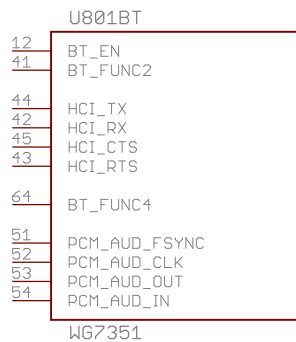 U801BT
12 BT_EN
41 BT_FUNC2
44 HCI_TX
42 HCI_RX
45 HCI_CTS
43 HCI_RTS
64 BT_FUNC4
51 PCM_AUD_FSYNC
52 PCM_AUD_CLK
53 PCM_AUD_OUT
54 PCM_AUD_IN
WG7351